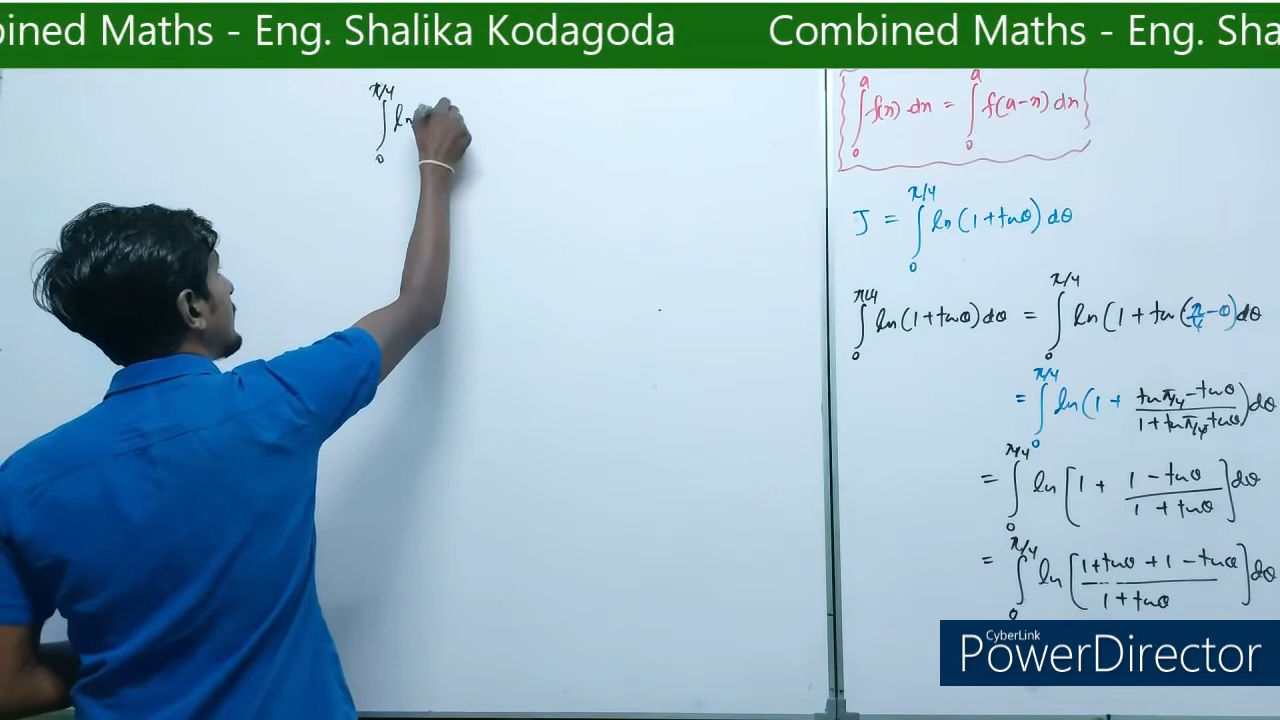 bined Maths - Eng. Shalika Kodagoda Combined Maths - Eng. Sha
∫₀^{π/4} ln
∫₀^a f(x) dx = ∫₀^a f(a-x) dx
J = ∫₀^{π/4} ln(1+tanθ) dθ
∫₀^{π/4} ln(1+tanθ) dθ = ∫₀^{π/4} ln(1 + tan(π/4-θ) dθ
= ∫₀^{π/4} ln(1 + (tan π/4 - tanθ)/(1 + tan π/4 tanθ)) dθ
= ∫₀^{π/4} ln[1 + (1 - tanθ)/(1 + tanθ)] dθ
= ∫₀^{π/4} ln[(1+tanθ + 1 - tanθ)/(1 + tanθ)] dθ
CyberLink
PowerDirector